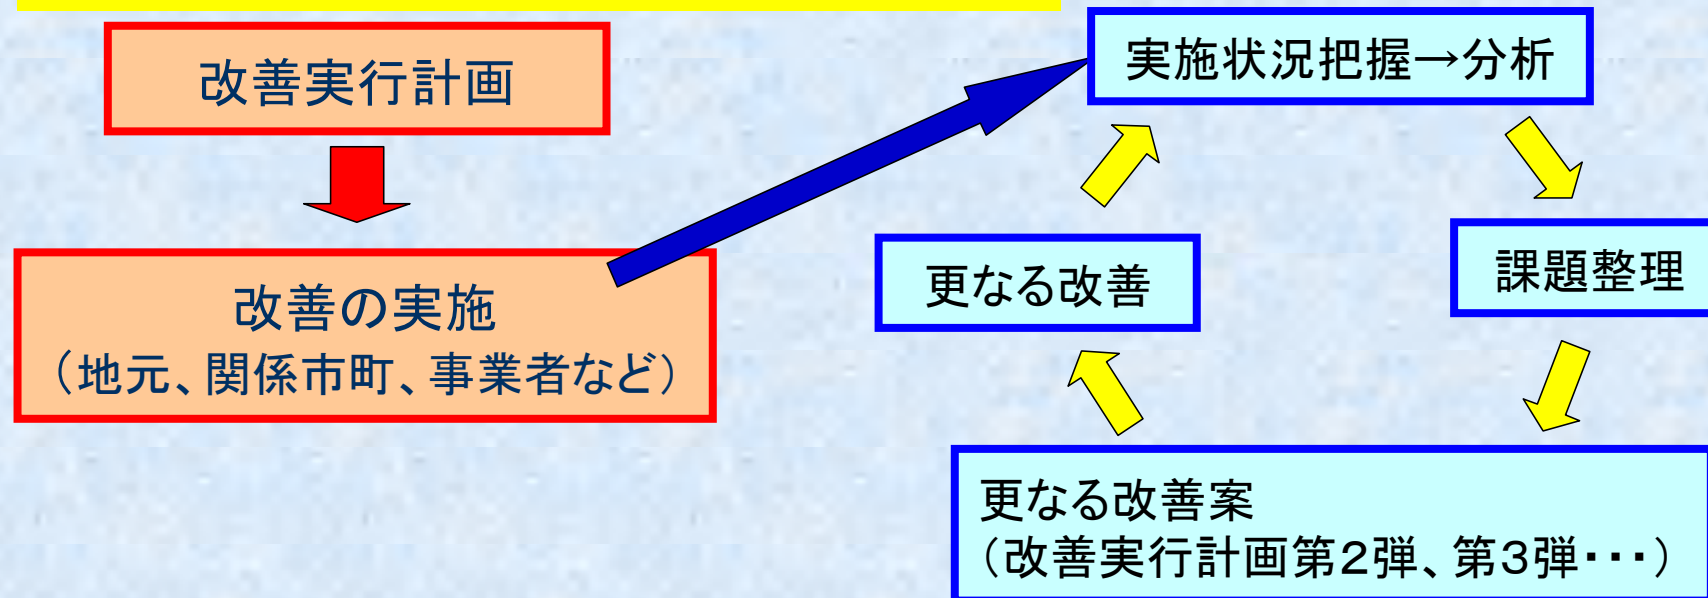 改善実行計画
改善の実施
（地元、関係市町、事業者など）
実施状況把握→分析
課題整理
更なる改善案
（改善実行計画第２弾、第３弾・・・）
更なる改善